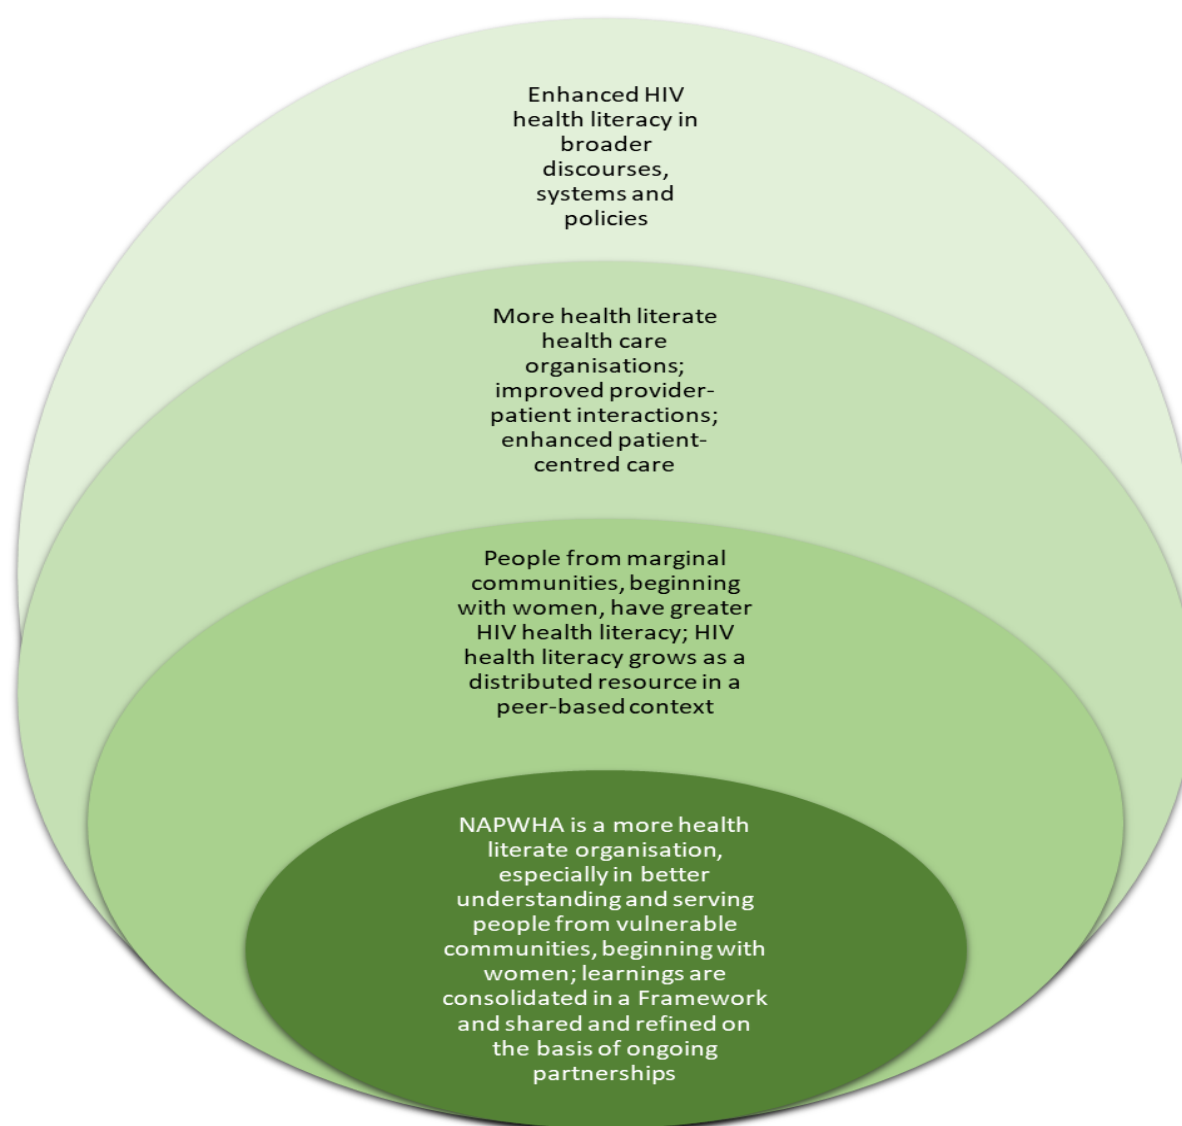 Enhanced HIV
health literacy in
broader
discourses,
systems and
policies
More health literate
health care
organisations;
improved provider-
patient interactions;
enhanced patient-
centred care
People from marginal
communities, beginning
with women, have greater
HIV health literacy; HIV
health literacy grows as a
distributed resource in a
peer-based context
NAPWHA is a more health
literate organisation,
especially in better
understanding and serving
people from vulnerable
communities, beginning with
women; learnings are
consolidated in a Framework
and shared and refined on
the basis of ongoing
partnerships